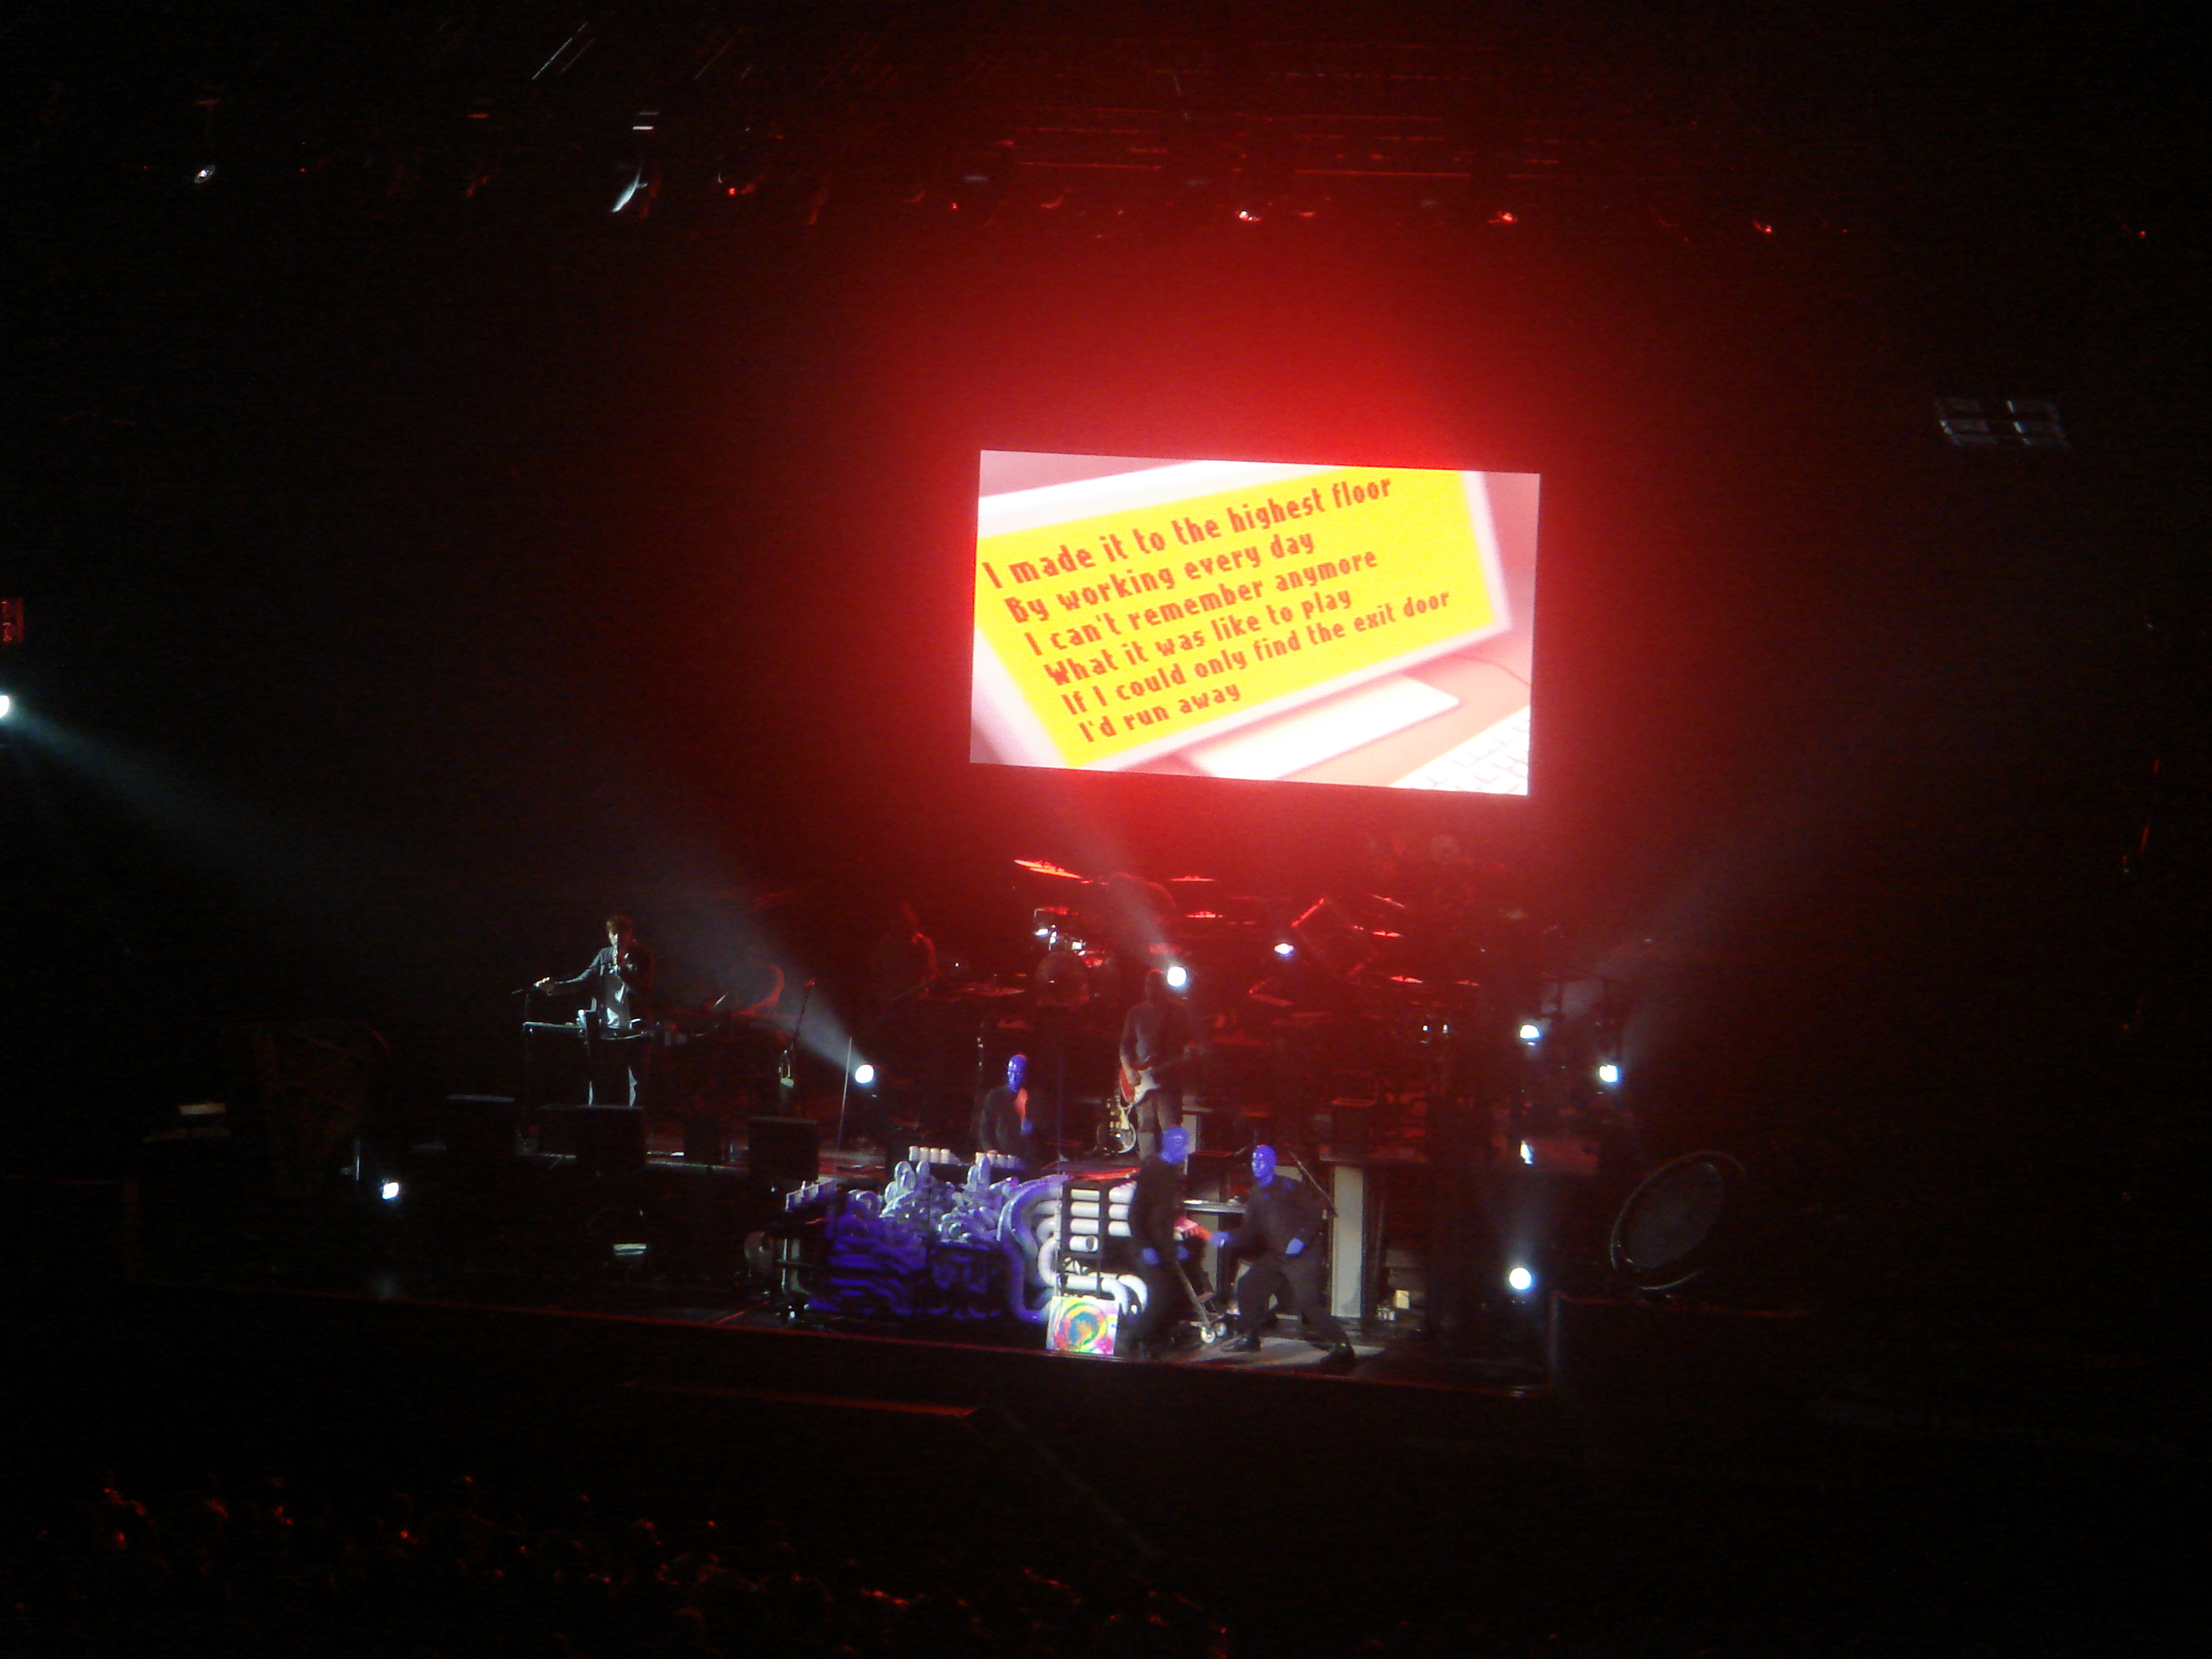 I made it to the highest floor
By working every day
I can't remember anymore
What it was like to play
If I could only find the exit door
I'd run away